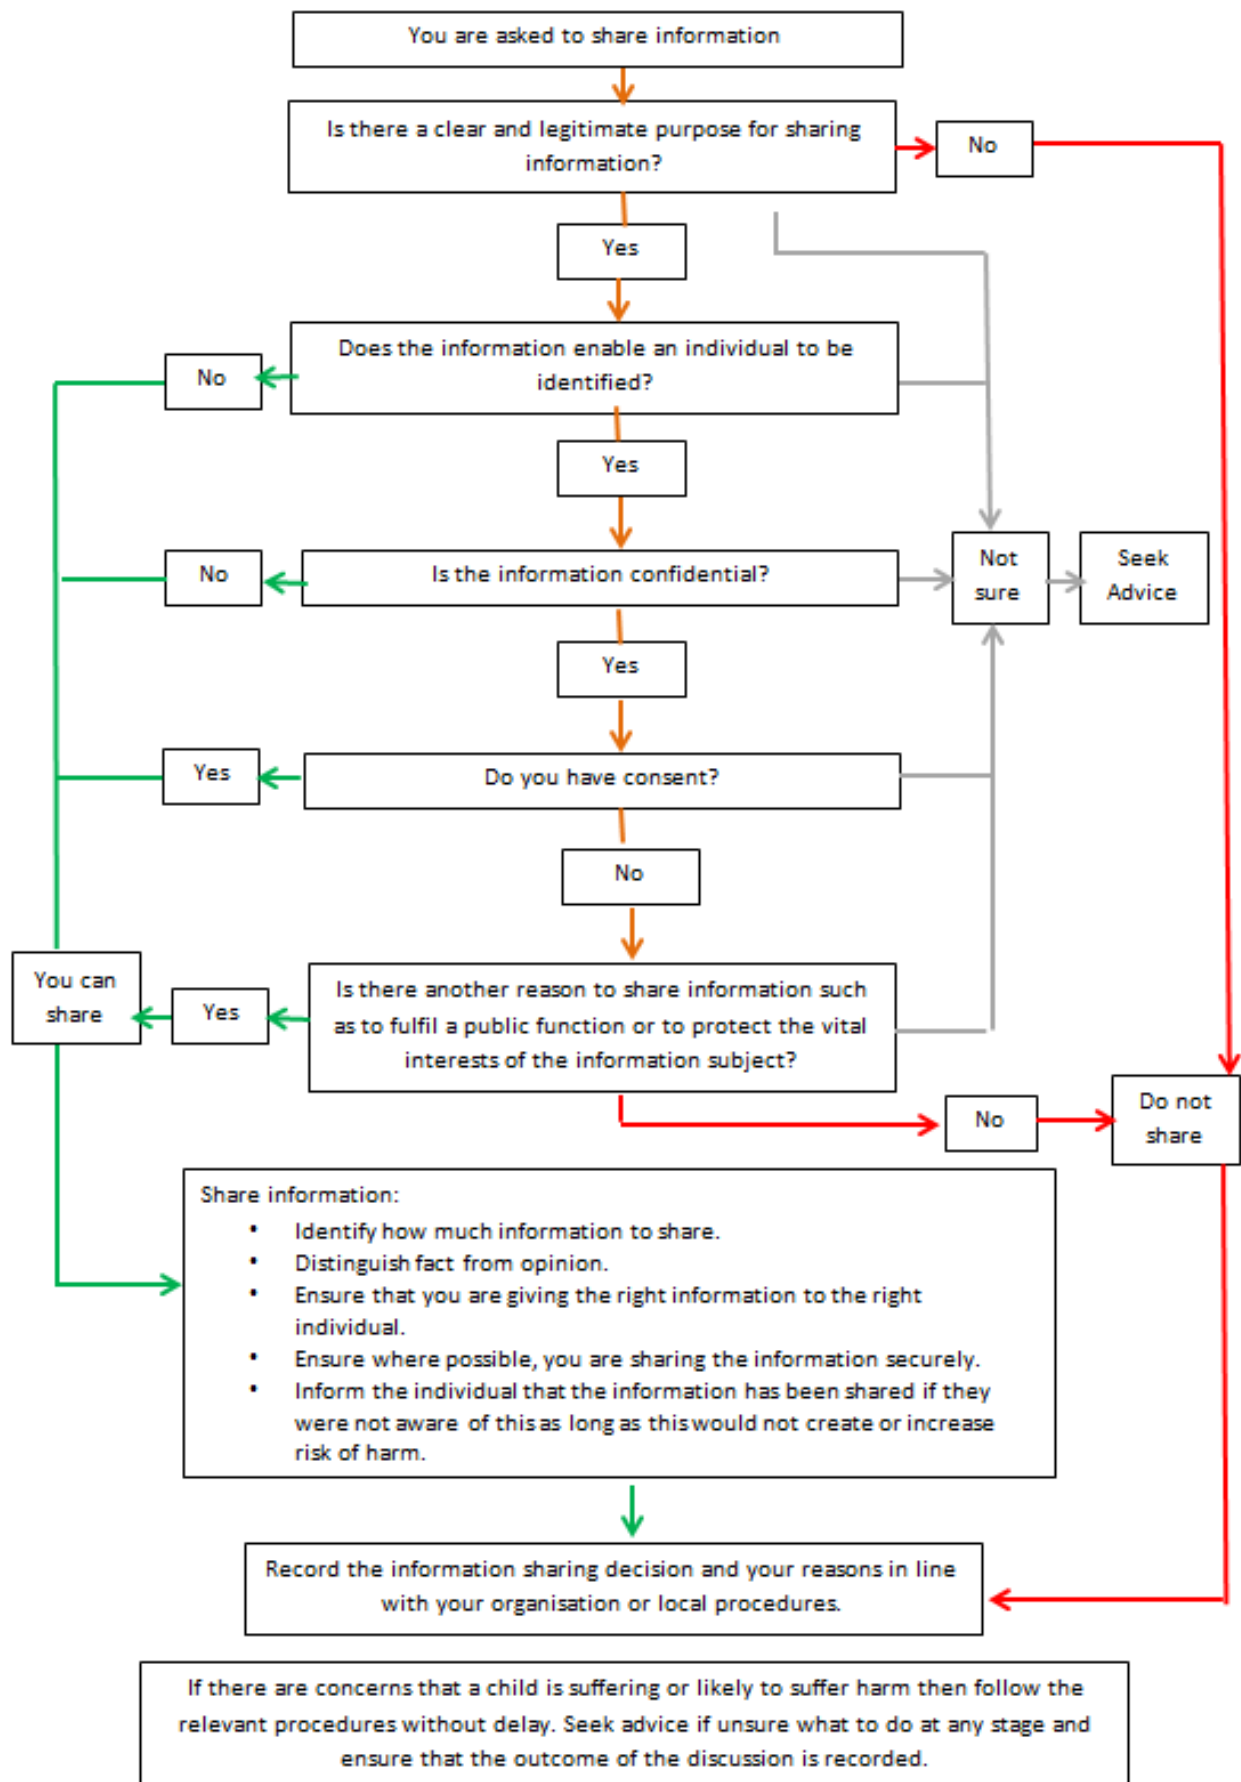 You are asked to share information
Is there a clear and legitimate purpose for sharing
information?
No
Yes
Does the information enable an individual to be
identified?
No
Yes
Is the information confidential?
No
Not
sure
Seek
Advice
Yes
Do you have consent?
Yes
No
Is there another reason to share information such
as to fulfil a public function or to protect the vital
interests of the information subject?
Yes
You can
share
No
Do not
share
Share information:
• Identify how much information to share.
• Distinguish fact from opinion.
• Ensure that you are giving the right information to the right
individual.
• Ensure where possible, you are sharing the information securely.
• Inform the individual that the information has been shared if they
were not aware of this as long as this would not create or increase
risk of harm.
Record the information sharing decision and your reasons in line
with your organisation or local procedures.
If there are concerns that a child is suffering or likely to suffer harm then follow the
relevant procedures without delay. Seek advice if unsure what to do at any stage and
ensure that the outcome of the discussion is recorded.